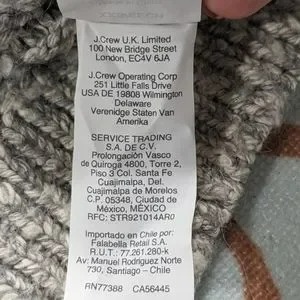 J.Crew U.K. Limited
100 New Bridge Street
London, EC4V 6JA
J.Crew Operating Corp
251 Little Falls Drive
USA DE 19808 Wilmington
Delaware
Verenidge Staten Van
Amerika
SERVICE TRADING
S.A. DE C.V.
Prolongación Vasco
de Quiroga 4800, Torre 2,
Piso 3 Col. Santa Fe
Cuajimalpa, Del.
Cuajimalpa de Morelos
C.P. 05348, Ciudad de
México, MÉXICO
RFC: STR921014AR0
Importado en Chile por:
Falabella Retail S.A.
R.U.T.: 77.261.280-k
Av: Manuel Rodriguez Norte
730, Santiago - Chile
RN77388 CA56445